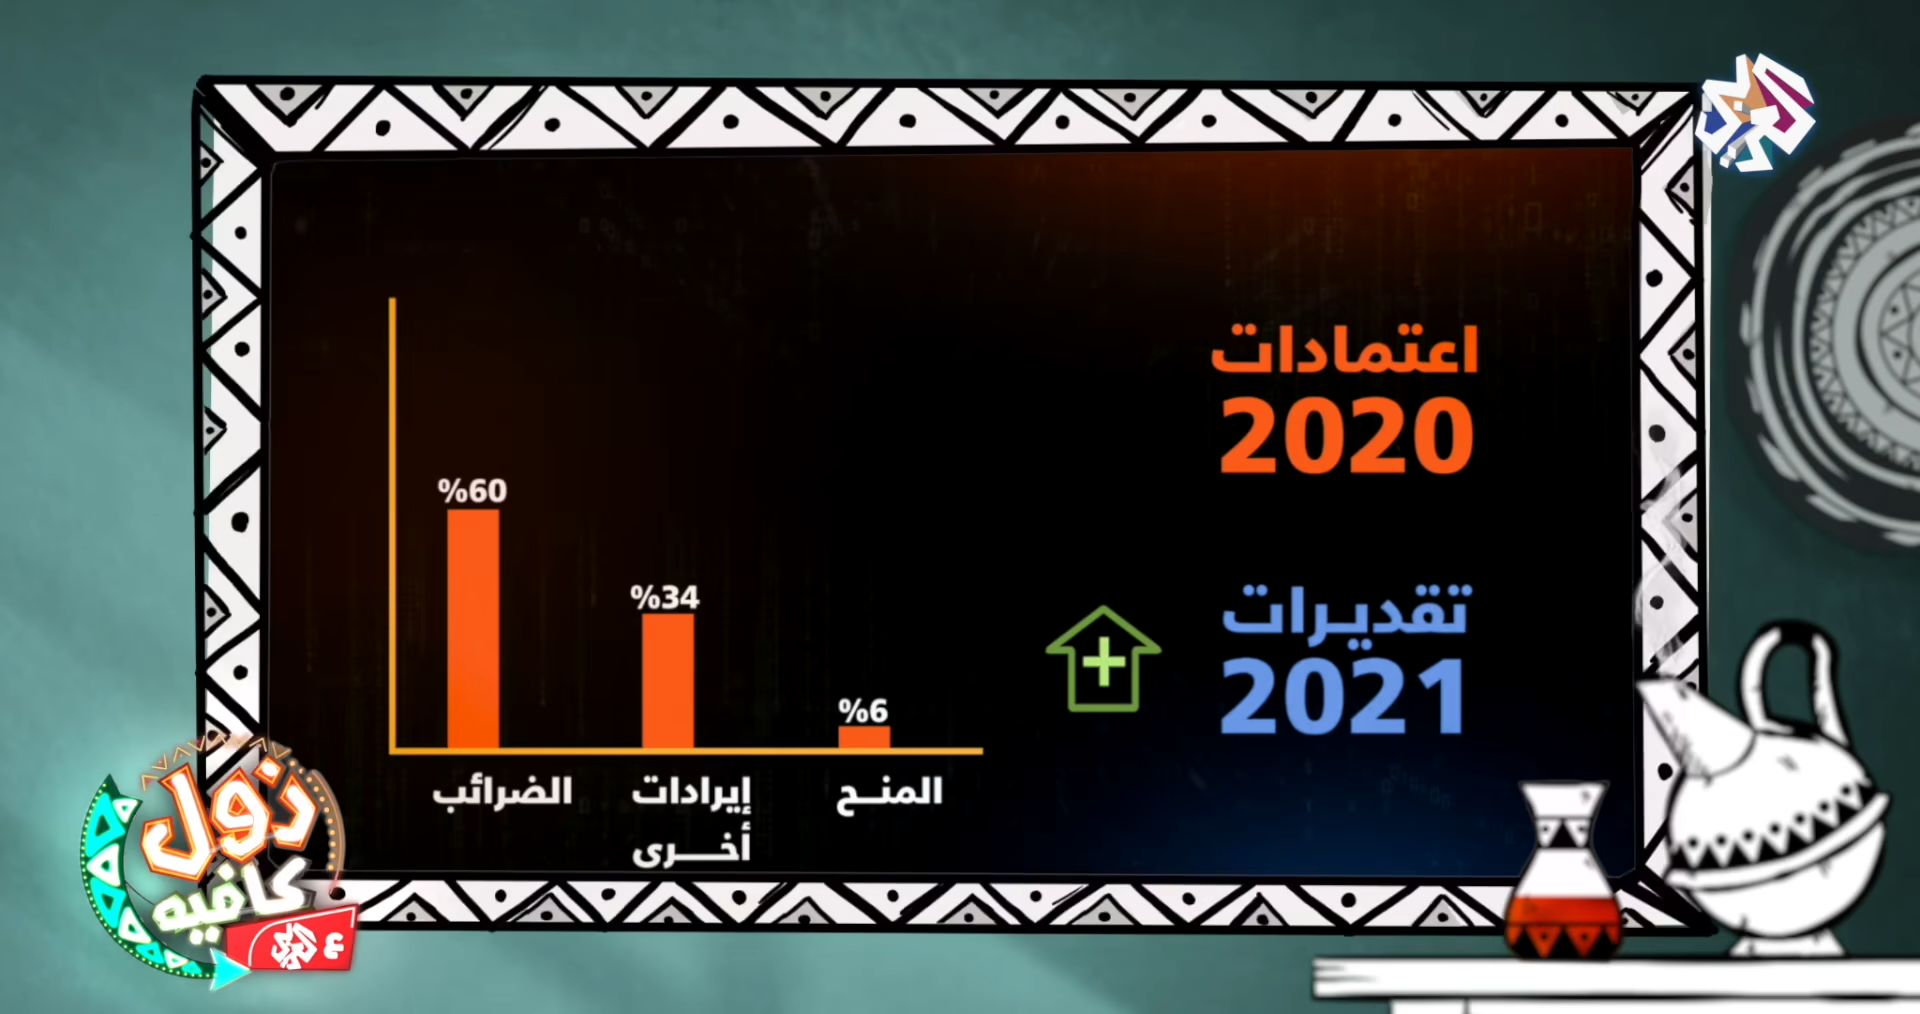 اعتمادات
2020
تقديرات
2021
%60
%34
%6
الضرائب
إيرادات
أخرى
المنح
زول
كافيه